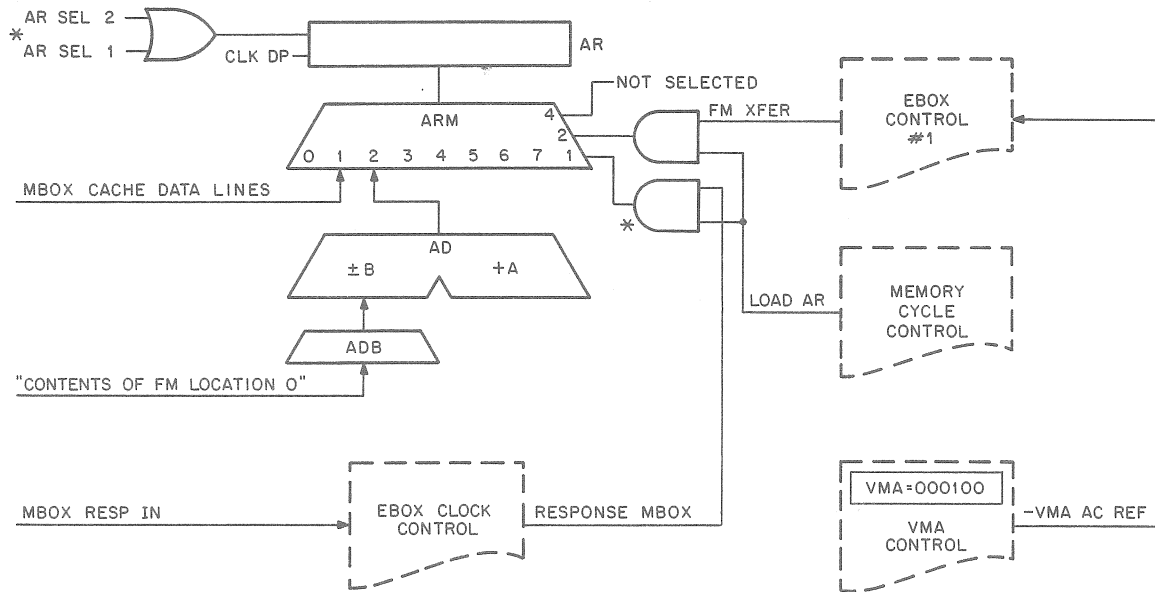 AR SEL 2
*
AR SEL 1
CLK DP
AR
NOT SELECTED
ARM
4
2
0 1 2 3 4 5 6 7 1
FM XFER
EBOX
CONTROL
#1
MBOX CACHE DATA LINES
*
AD
±B +A
LOAD AR
MEMORY
CYCLE
CONTROL
ADB
"CONTENTS OF FM LOCATION 0"
MBOX RESP IN
EBOX CLOCK
CONTROL
RESPONSE MBOX
VMA=000100
VMA
CONTROL
-VMA AC REF